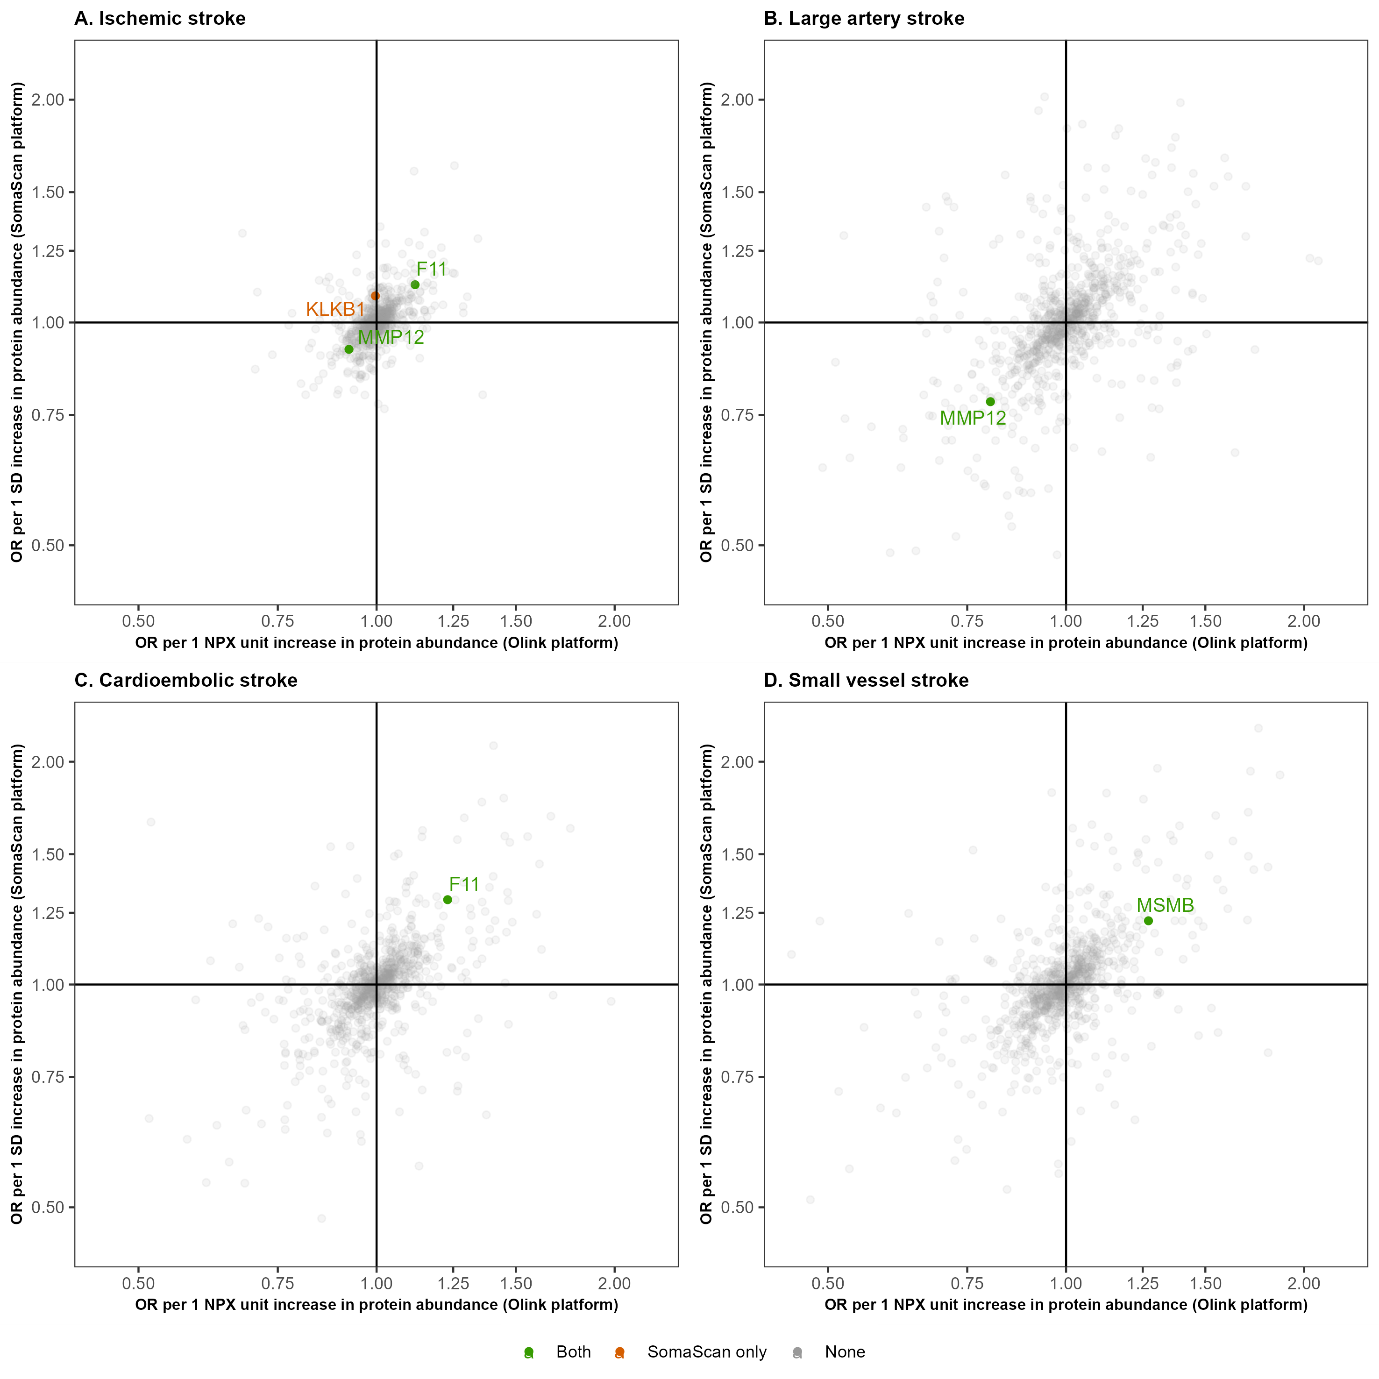 A. Ischemic stroke
OR per 1 SD increase in protein abundance (SomaScan platform)
2.00
1.50
1.25
1.00
0.75
0.50
F11
KLKB1
MMP12
0.50 0.75 1.00 1.25 1.50 2.00
OR per 1 NPX unit increase in protein abundance (Olink platform)
B. Large artery stroke
OR per 1 SD increase in protein abundance (SomaScan platform)
2.00
1.50
1.25
1.00
0.75
0.50
MMP12
0.50 0.75 1.00 1.25 1.50 2.00
OR per 1 NPX unit increase in protein abundance (Olink platform)
C. Cardioembolic stroke
OR per 1 SD increase in protein abundance (SomaScan platform)
2.00
1.50
1.25
1.00
0.75
0.50
F11
0.50 0.75 1.00 1.25 1.50 2.00
OR per 1 NPX unit increase in protein abundance (Olink platform)
D. Small vessel stroke
OR per 1 SD increase in protein abundance (SomaScan platform)
2.00
1.50
1.25
1.00
0.75
0.50
MSMB
0.50 0.75 1.00 1.25 1.50 2.00
OR per 1 NPX unit increase in protein abundance (Olink platform)
a Both a SomaScan only a None